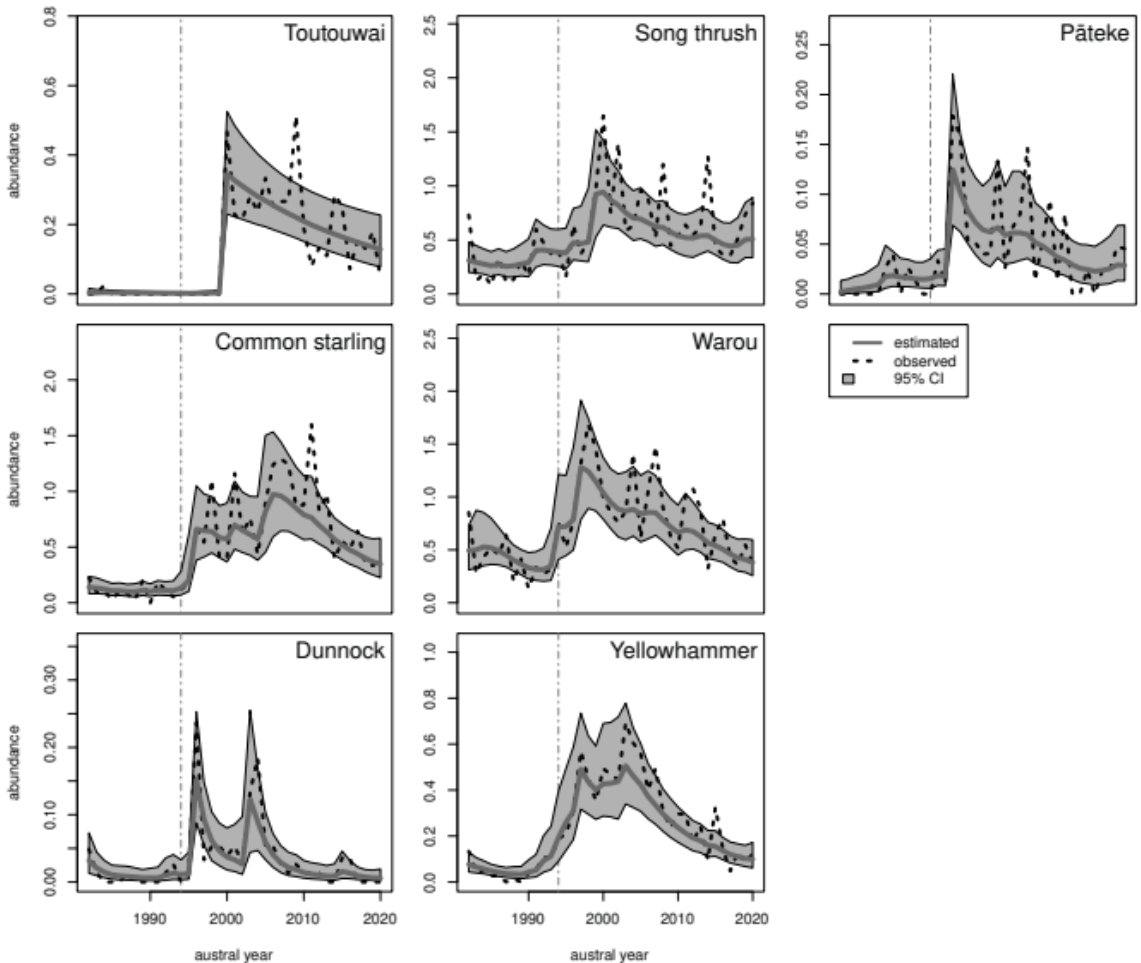 Toutouwai
abundance
0.8
0.6
0.4
0.2
0.0
Song thrush
2.5
2.0
1.5
1.0
0.5
0.0
Pāteke
0.25
0.20
0.15
0.10
0.05
0.00
Common starling
abundance
2.0
1.5
1.0
0.5
0.0
Warou
2.5
2.0
1.5
1.0
0.5
0.0
estimated
observed
95% CI
Dunnock
abundance
0.30
0.20
0.10
0.00
1990 2000 2010 2020
austral year
Yellowhammer
1.0
0.8
0.6
0.4
0.2
0.0
1990 2000 2010 2020
austral year